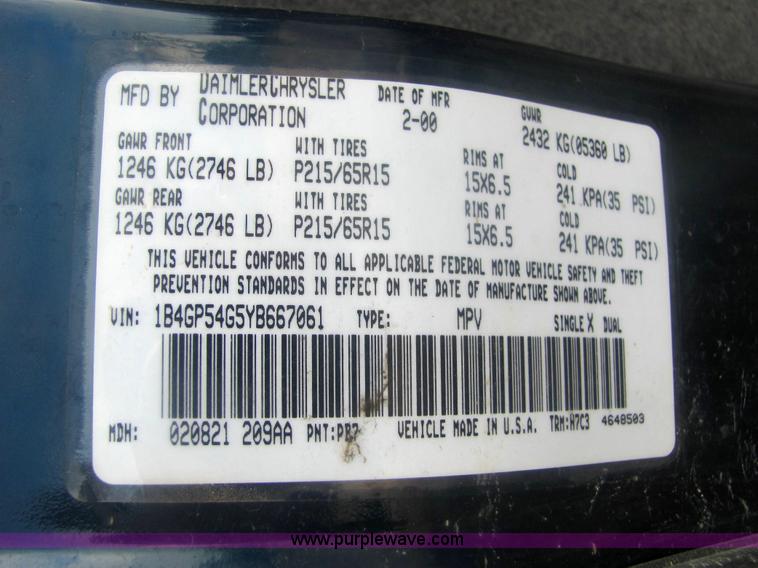 MFD BY DAIMLERCHRYSLER CORPORATION DATE OF MFR 2-00 GVWR 2432 KG(05360 LB)
GAWR FRONT WITH TIRES RIMS AT COLD
1246 KG(2746 LB) P215/65R15 15X6.5 241 KPA(35 PSI)
GAWR REAR WITH TIRES RIMS AT COLD
1246 KG(2746 LB) P215/65R15 15X6.5 241 KPA(35 PSI)
THIS VEHICLE CONFORMS TO ALL APPLICABLE FEDERAL MOTOR VEHICLE SAFETY AND THEFT
PREVENTION STANDARDS IN EFFECT ON THE DATE OF MANUFACTURE SHOWN ABOVE.
VIN: 1B4GP54G5YB667061 TYPE: MPV SINGLE X DUAL
MDH: 020821 209AA PNT:PB7 VEHICLE MADE IN U.S.A. TRM:H7C3 4648503
www.purplewave.com